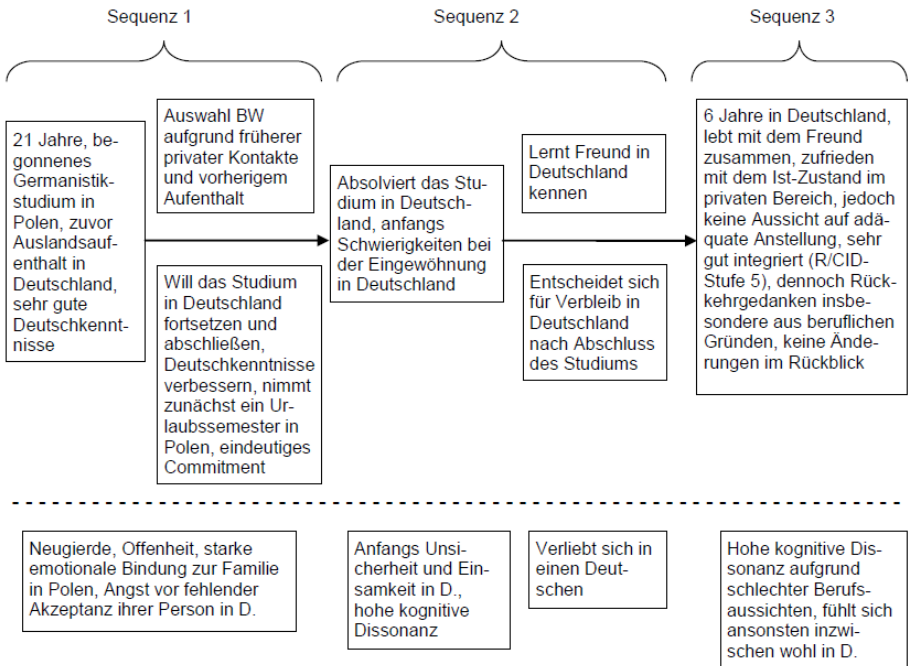 Sequenz 1
Sequenz 2
Sequenz 3
21 Jahre, be-
gonnenes
Germanistik-
studium in
Polen, zuvor
Auslandsauf-
enthalt in
Deutschland,
sehr gute
Deutschkennt-
nisse
Auswahl BW
aufgrund früherer
privater Kontakte
und vorherigem
Aufenthalt
Will das Studium
in Deutschland
fortsetzen und
abschließen,
Deutschkenntnisse
verbessern, nimmt
zunächst ein Ur-
laubssemester in
Polen, eindeutiges
Commitment
Absolviert das Stu-
dium in Deutsch-
land, anfangs
Schwierigkeiten bei
der Eingewöhnung
in Deutschland
Lernt Freund in
Deutschland
kennen
Entscheidet sich
für Verbleib in
Deutschland
nach Abschluss
des Studiums
6 Jahre in Deutschland,
lebt mit dem Freund
zusammen, zufrieden
mit dem Ist-Zustand im
privaten Bereich, jedoch
keine Aussicht auf adä-
quate Anstellung, sehr
gut integriert (R/CID-
Stufe 5), dennoch Rück-
kehrgedanken insbe-
sondere aus beruflichen
Gründen, keine Ände-
rungen im Rückblick
Neugierde, Offenheit, starke
emotionale Bindung zur Familie
in Polen, Angst vor fehlender
Akzeptanz ihrer Person in D.
Anfangs Unsi-
cherheit und Ein-
samkeit in D.,
hohe kognitive
Dissonanz
Verliebt sich in
einen Deut-
schen
Hohe kognitive Dis-
sonanz aufgrund
schlechter Berufs-
aussichten, fühlt sich
ansonsten inzwi-
schen wohl in D.